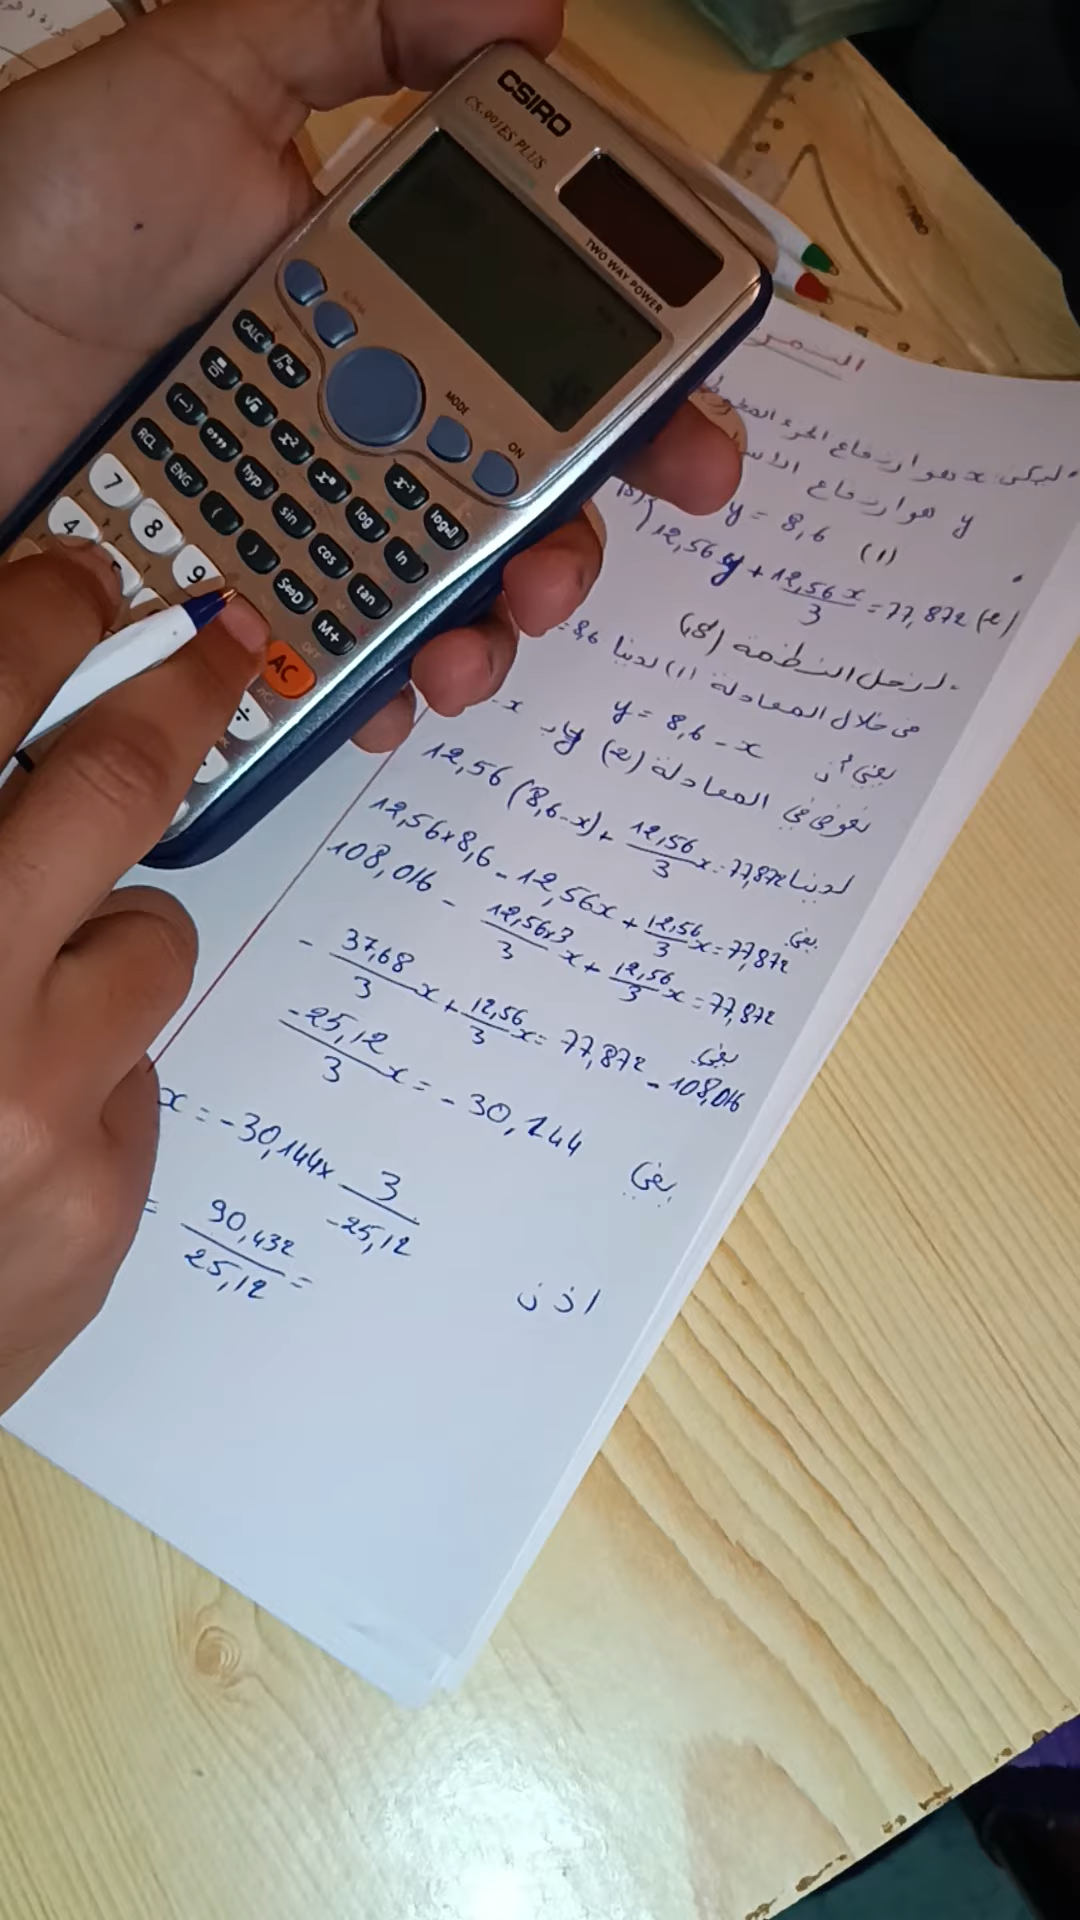 CSIRO
CS-991ES PLUS
TWO WAY POWER
MODE
ON
CALC
x²
x⁻¹
log
ln
(-)
hyp
sin
cos
tan
RCL
ENG
(
)
S⇔D
M+
7
8
9
4
OFF
AC
÷
. ليكن x هو ارتفاع الجزء
y هو ارتفاع
y = 8,6 (1)
12,56y + 12,56x/3 = 77,872 (2)
. لنحل النظمة (S)
من خلال المعادلة (1) لدينا =8,6
يعني أن y = 8,6 - x
نعوض في المعادلة (2) y بـ -x
لدينا 12,56(8,6-x) + 12,56/3 x = 77,872
يعني 12,56×8,6 - 12,56x + 12,56/3 x = 77,872
108,016 - 12,56×3/3 x + 12,56/3 x = 77,872
يعني - 37,68/3 x + 12,56/3 x = 77,872 - 108,016
يعني -25,12/3 x = -30,144
x = -30,144 × 3/-25,12
اذن = 90,432/25,12 =